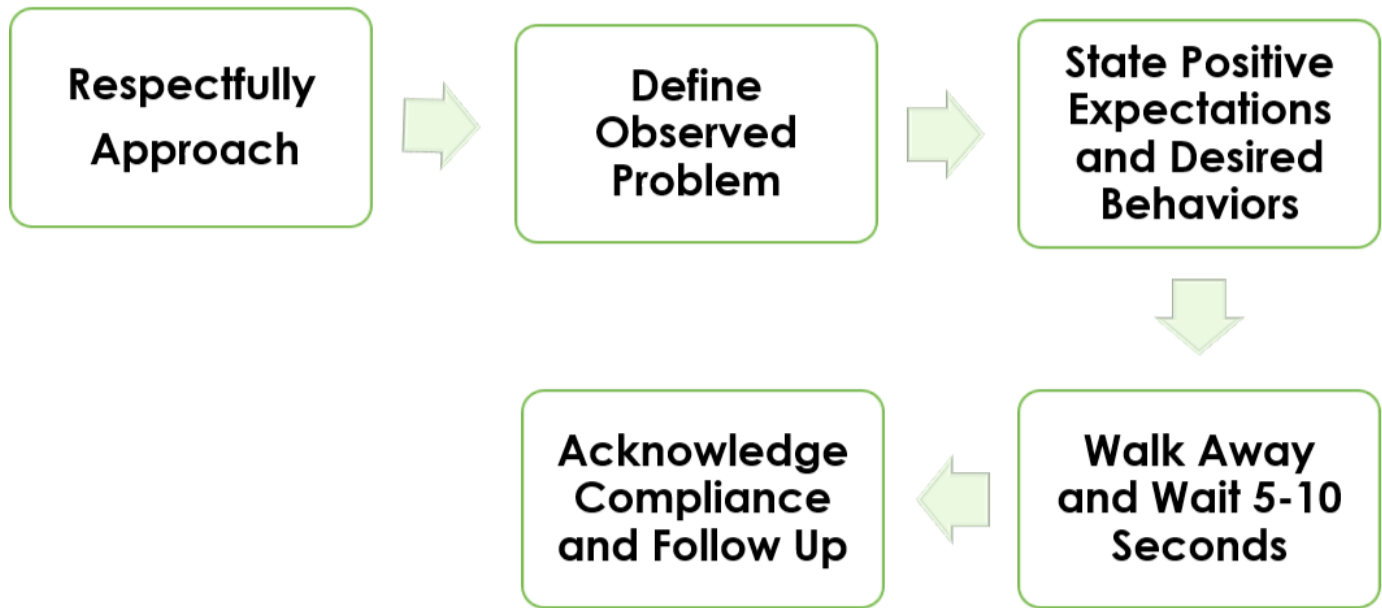 Respectfully
Approach
Define
Observed
Problem
State Positive
Expectations
and Desired
Behaviors
Walk Away
and Wait 5-10
Seconds
Acknowledge
Compliance
and Follow Up